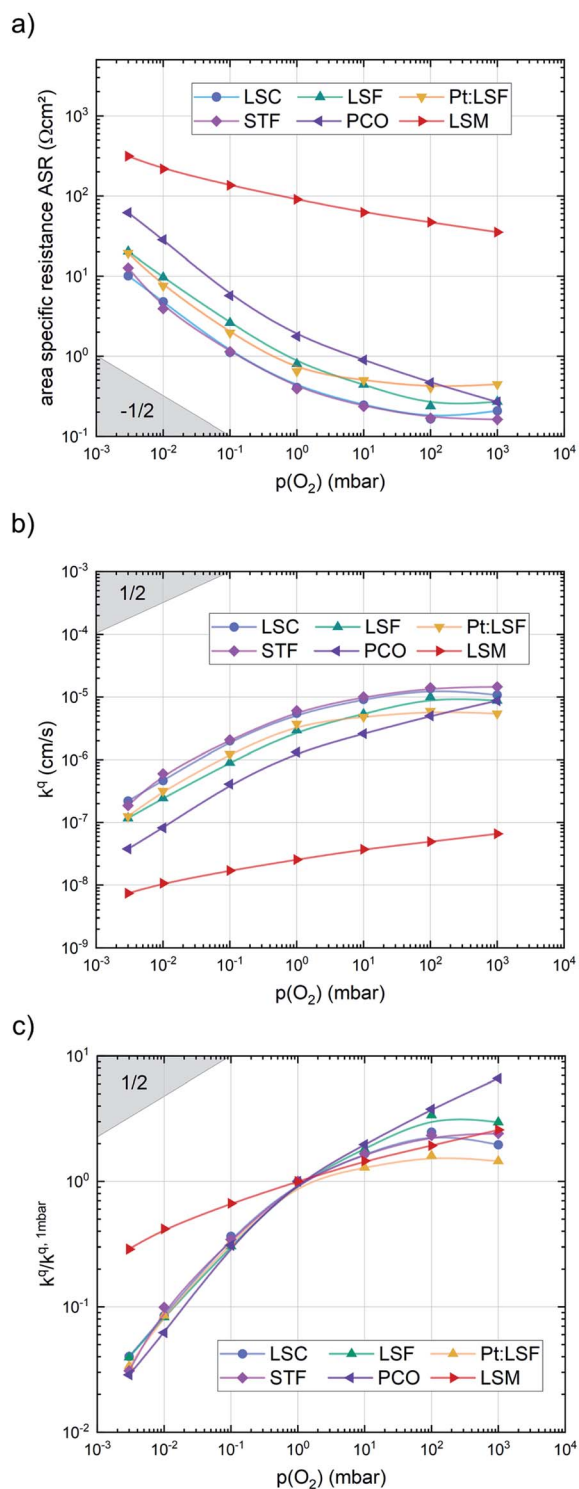 a)
area specific resistance ASR (Ωcm²)
10³
10²
10¹
10⁰
10⁻¹
LSC LSF Pt:LSF
STF PCO LSM
-1/2
10⁻³ 10⁻² 10⁻¹ 10⁰ 10¹ 10² 10³
p(O₂) (mbar)
b)
k^q (cm/s)
10⁻³
10⁻⁴
10⁻⁵
10⁻⁶
10⁻⁷
10⁻⁸
10⁻⁹
1/2
LSC LSF Pt:LSF
STF PCO LSM
10⁻³ 10⁻² 10⁻¹ 10⁰ 10¹ 10² 10³
p(O₂) (mbar)
c)
k^q/k^q, 1mbar
10¹
10⁰
10⁻¹
10⁻²
1/2
LSC LSF Pt:LSF
STF PCO LSM
10⁻³ 10⁻² 10⁻¹ 10⁰ 10¹ 10² 10³
p(O₂) (mbar)